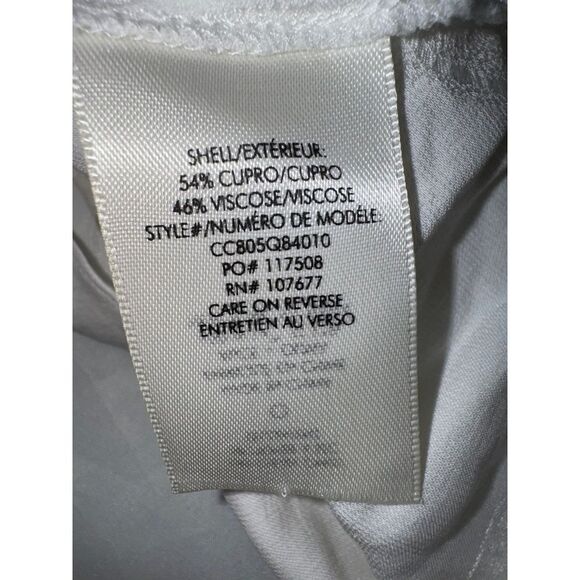 SHELL/EXTÉRIEUR:
54% CUPRO/CUPRO
46% VISCOSE/VISCOSE
STYLE#/NUMÉRO DE MODÈLE:
CC805Q84010
PO# 117508
RN# 107677
CARE ON REVERSE
ENTRETIEN AU VERSO